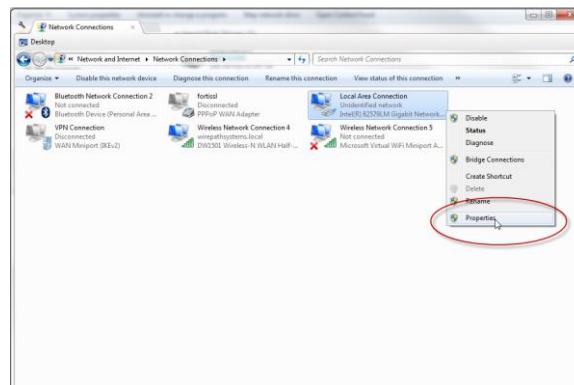 Network Connections
Desktop
Network and Internet ▸ Network Connections ▸
Search Network Connections
Organize ▾ Disable this network device Diagnose this connection Rename this connection View status of this connection »
Bluetooth Network Connection 2
Not connected
Bluetooth Device (Personal Area ...
fortissl
Disconnected
PPPoP WAN Adapter
Local Area Connection
Unidentified network
Intel(R) 82579LM Gigabit Network...
VPN Connection
Disconnected
WAN Miniport (IKEv2)
Wireless Network Connection 4
wirepathsystems.local
DW1501 Wireless-N WLAN Half-...
Wireless Network Connection 5
Not connected
Microsoft Virtual WiFi Miniport A...
Disable
Status
Diagnose
Bridge Connections
Create Shortcut
Delete
Rename
Properties